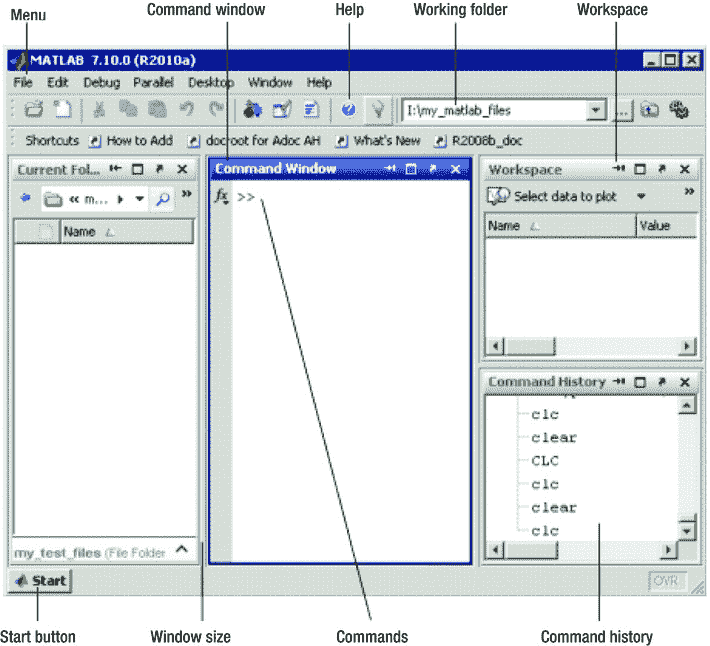 Menu Command window Help Working folder Workspace
MATLAB 7.10.0 (R2010a)
File Edit Debug Parallel Desktop Window Help
I:\my_matlab_files ...
Shortcuts How to Add docroot for Adoc AH What's New R2008b_doc
Current Fol...
« m...
Name
my_test_files (File Folder
Command Window
fx >>
Workspace
Select data to plot
Name Value
Command History
clc
clear
CLC
clc
clear
clc
Start OVR
Start button Window size Commands Command history